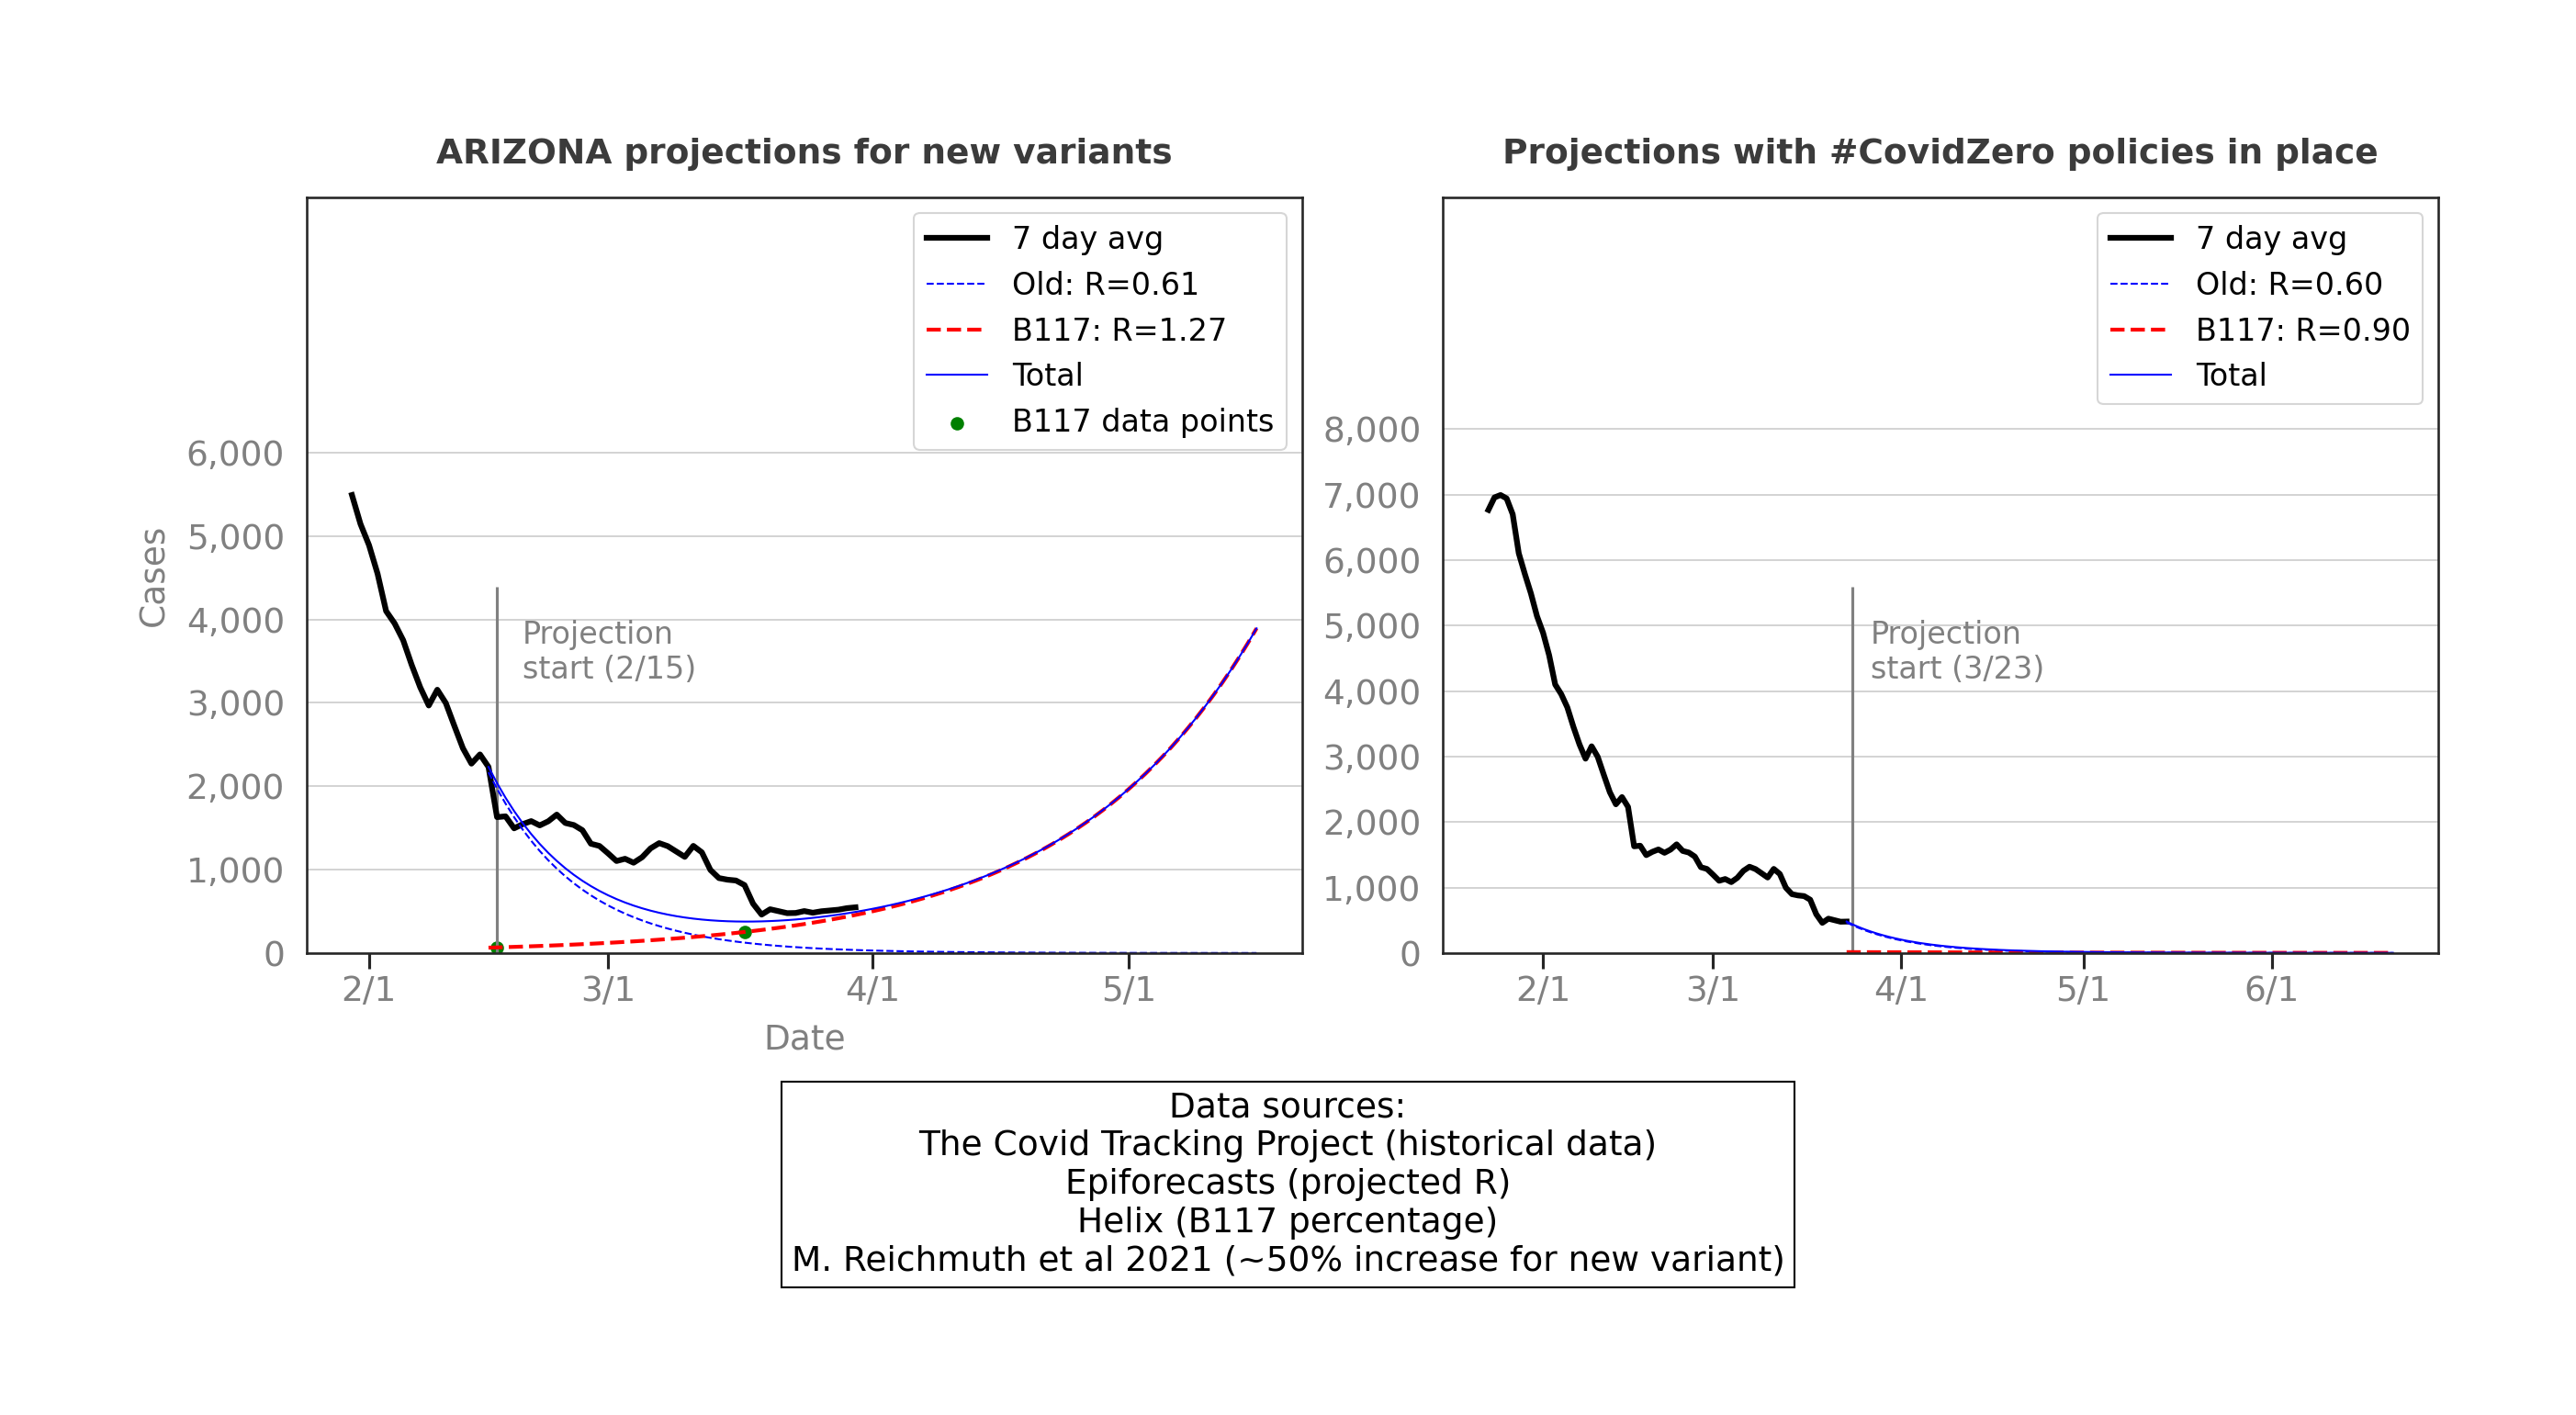 ARIZONA projections for new variants
7 day avg
Old: R=0.61
B117: R=1.27
Total
B117 data points
6,000
5,000
4,000
3,000
2,000
1,000
0
Cases
Projection
start (2/15)
2/1
3/1
4/1
5/1
Date
Projections with #CovidZero policies in place
7 day avg
Old: R=0.60
B117: R=0.90
Total
8,000
7,000
6,000
5,000
4,000
3,000
2,000
1,000
0
Projection
start (3/23)
2/1
3/1
4/1
5/1
6/1
Data sources:
The Covid Tracking Project (historical data)
Epiforecasts (projected R)
Helix (B117 percentage)
M. Reichmuth et al 2021 (~50% increase for new variant)